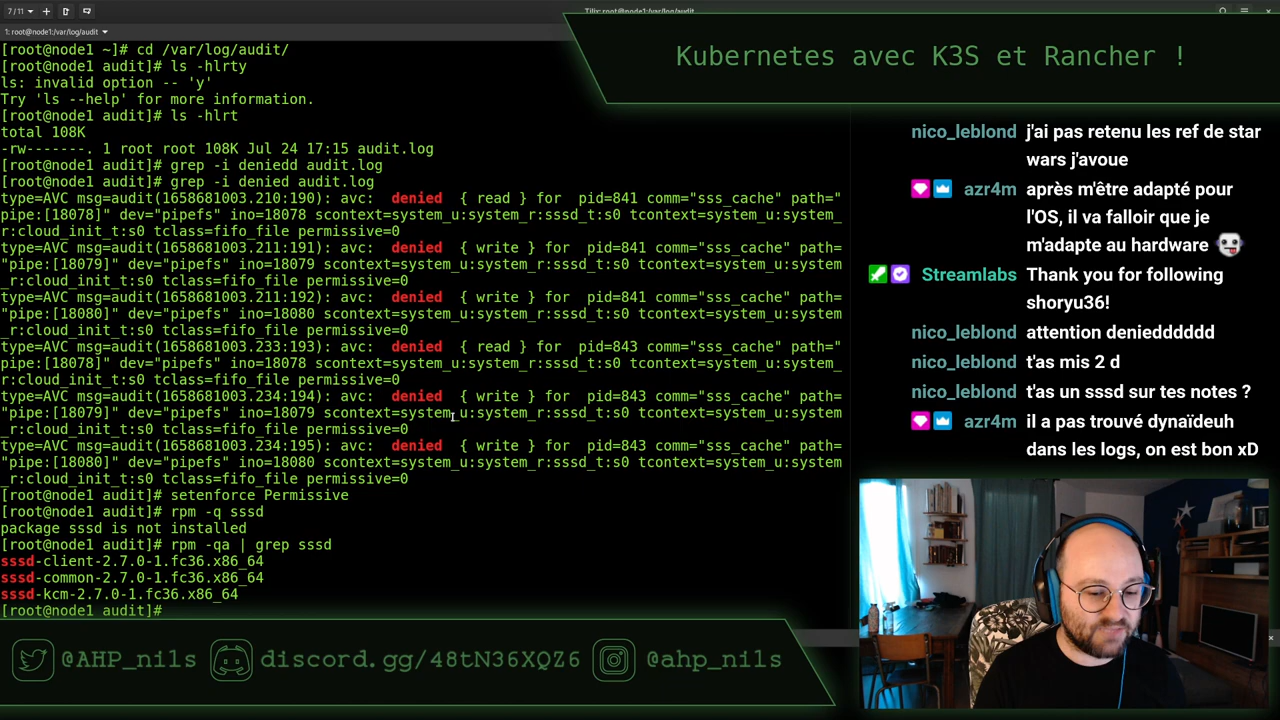 7 / 11
Tilix: root@node1:/var/log/audit
1: root@node1:/var/log/audit
[root@node1 ~]# cd /var/log/audit/
[root@node1 audit]# ls -hlrty
ls: invalid option -- 'y'
Try 'ls --help' for more information.
[root@node1 audit]# ls -hlrt
total 108K
-rw-------. 1 root root 108K Jul 24 17:15 audit.log
[root@node1 audit]# grep -i deniedd audit.log
[root@node1 audit]# grep -i denied audit.log
type=AVC msg=audit(1658681003.210:190): avc:  denied  { read } for  pid=841 comm="sss_cache" path="
pipe:[18078]" dev="pipefs" ino=18078 scontext=system_u:system_r:sssd_t:s0 tcontext=system_u:system_
r:cloud_init_t:s0 tclass=fifo_file permissive=0
type=AVC msg=audit(1658681003.211:191): avc:  denied  { write } for  pid=841 comm="sss_cache" path=
"pipe:[18079]" dev="pipefs" ino=18079 scontext=system_u:system_r:sssd_t:s0 tcontext=system_u:system
_r:cloud_init_t:s0 tclass=fifo_file permissive=0
type=AVC msg=audit(1658681003.211:192): avc:  denied  { write } for  pid=841 comm="sss_cache" path=
"pipe:[18080]" dev="pipefs" ino=18080 scontext=system_u:system_r:sssd_t:s0 tcontext=system_u:system
_r:cloud_init_t:s0 tclass=fifo_file permissive=0
type=AVC msg=audit(1658681003.233:193): avc:  denied  { read } for  pid=843 comm="sss_cache" path="
pipe:[18078]" dev="pipefs" ino=18078 scontext=system_u:system_r:sssd_t:s0 tcontext=system_u:system_
r:cloud_init_t:s0 tclass=fifo_file permissive=0
type=AVC msg=audit(1658681003.234:194): avc:  denied  { write } for  pid=843 comm="sss_cache" path=
"pipe:[18079]" dev="pipefs" ino=18079 scontext=system_u:system_r:sssd_t:s0 tcontext=system_u:system
_r:cloud_init_t:s0 tclass=fifo_file permissive=0
type=AVC msg=audit(1658681003.234:195): avc:  denied  { write } for  pid=843 comm="sss_cache" path=
"pipe:[18080]" dev="pipefs" ino=18080 scontext=system_u:system_r:sssd_t:s0 tcontext=system_u:system
_r:cloud_init_t:s0 tclass=fifo_file permissive=0
[root@node1 audit]# setenforce Permissive
[root@node1 audit]# rpm -q sssd
package sssd is not installed
[root@node1 audit]# rpm -qa | grep sssd
sssd-client-2.7.0-1.fc36.x86_64
sssd-common-2.7.0-1.fc36.x86_64
sssd-kcm-2.7.0-1.fc36.x86_64
[root@node1 audit]#
Kubernetes avec K3S et Rancher !
nico_leblond j'ai pas retenu les ref de star
wars j'avoue
azr4m après m'être adapté pour
l'OS, il va falloir que je
m'adapte au hardware
Streamlabs Thank you for following
shoryu36!
nico_leblond attention deniedddddd
nico_leblond t'as mis 2 d
nico_leblond t'as un sssd sur tes notes ?
azr4m il a pas trouvé dynaïdeuh
dans les logs, on est bon xD
@AHP_nils discord.gg/48tN36XQZ6 @ahp_nils